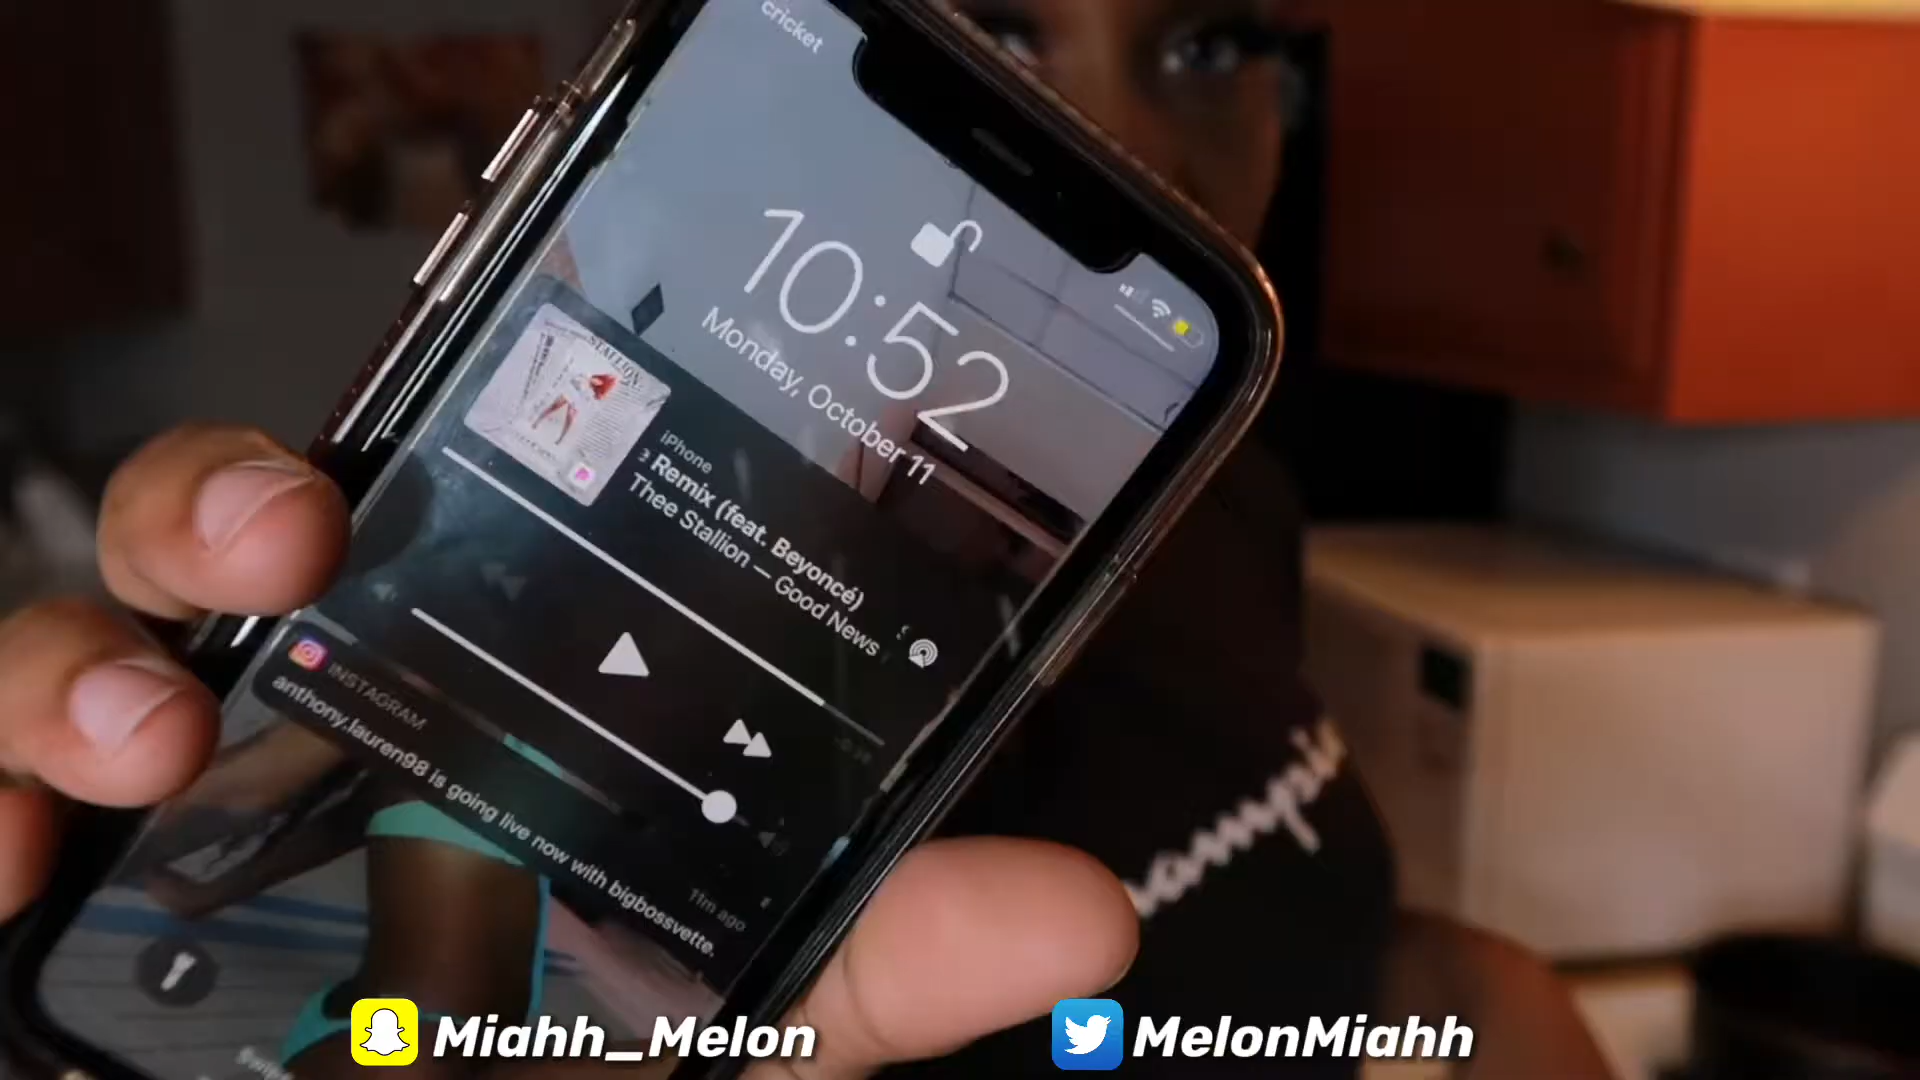 cricket
10:52
Monday, October 11
STALLION
iPhone
e Remix (feat. Beyoncé)
Thee Stallion — Good News
INSTAGRAM
anthony.lauren98 is going live now with bigbossvette.
11m ago
Miahh_Melon
MelonMiahh